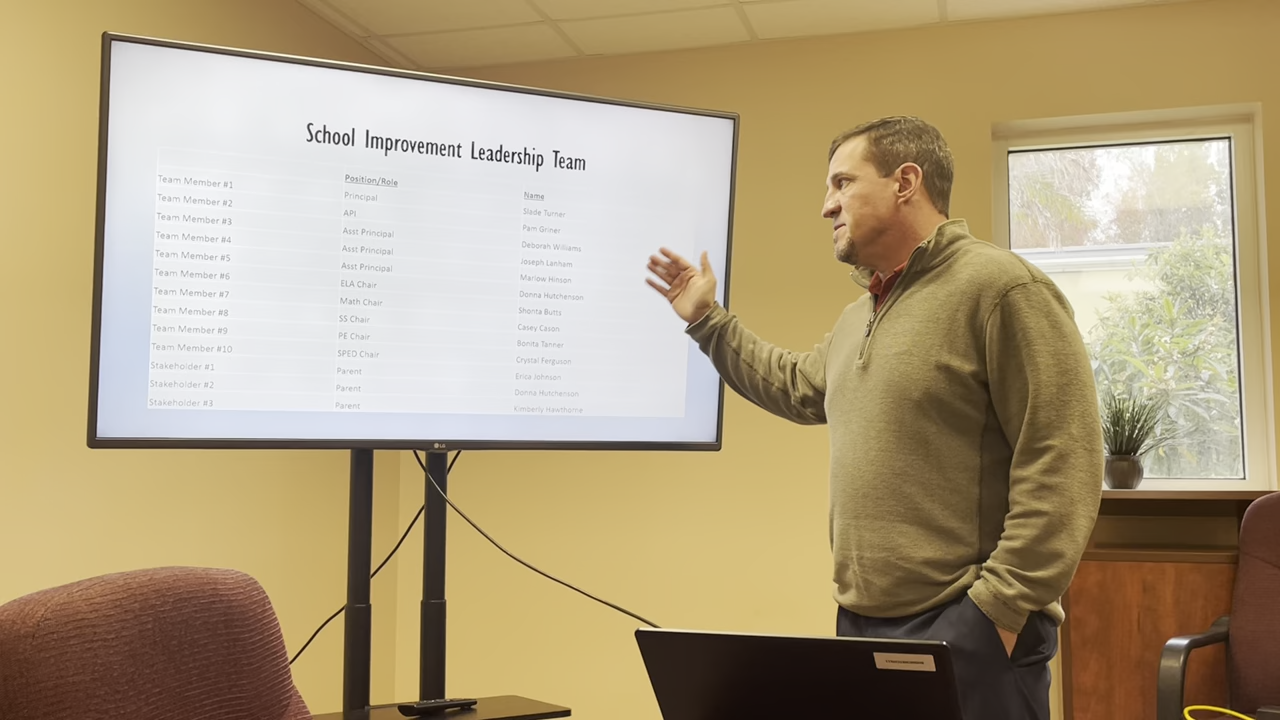 School Improvement Leadership Team
Position/Role Name
Team Member #1 Principal Slade Turner
Team Member #2 API Pam Griner
Team Member #3 Asst Principal Deborah Williams
Team Member #4 Asst Principal Joseph Lanham
Team Member #5 Asst Principal Marlow Hinson
Team Member #6 ELA Chair Donna Hutchenson
Team Member #7 Math Chair Shonta Butts
Team Member #8 SS Chair Casey Cason
Team Member #9 PE Chair Bonita Tanner
Team Member #10 SPED Chair Crystal Ferguson
Stakeholder #1 Parent Erica Johnson
Stakeholder #2 Parent Donna Hutchenson
Stakeholder #3 Parent Kimberly Hawthorne
LG